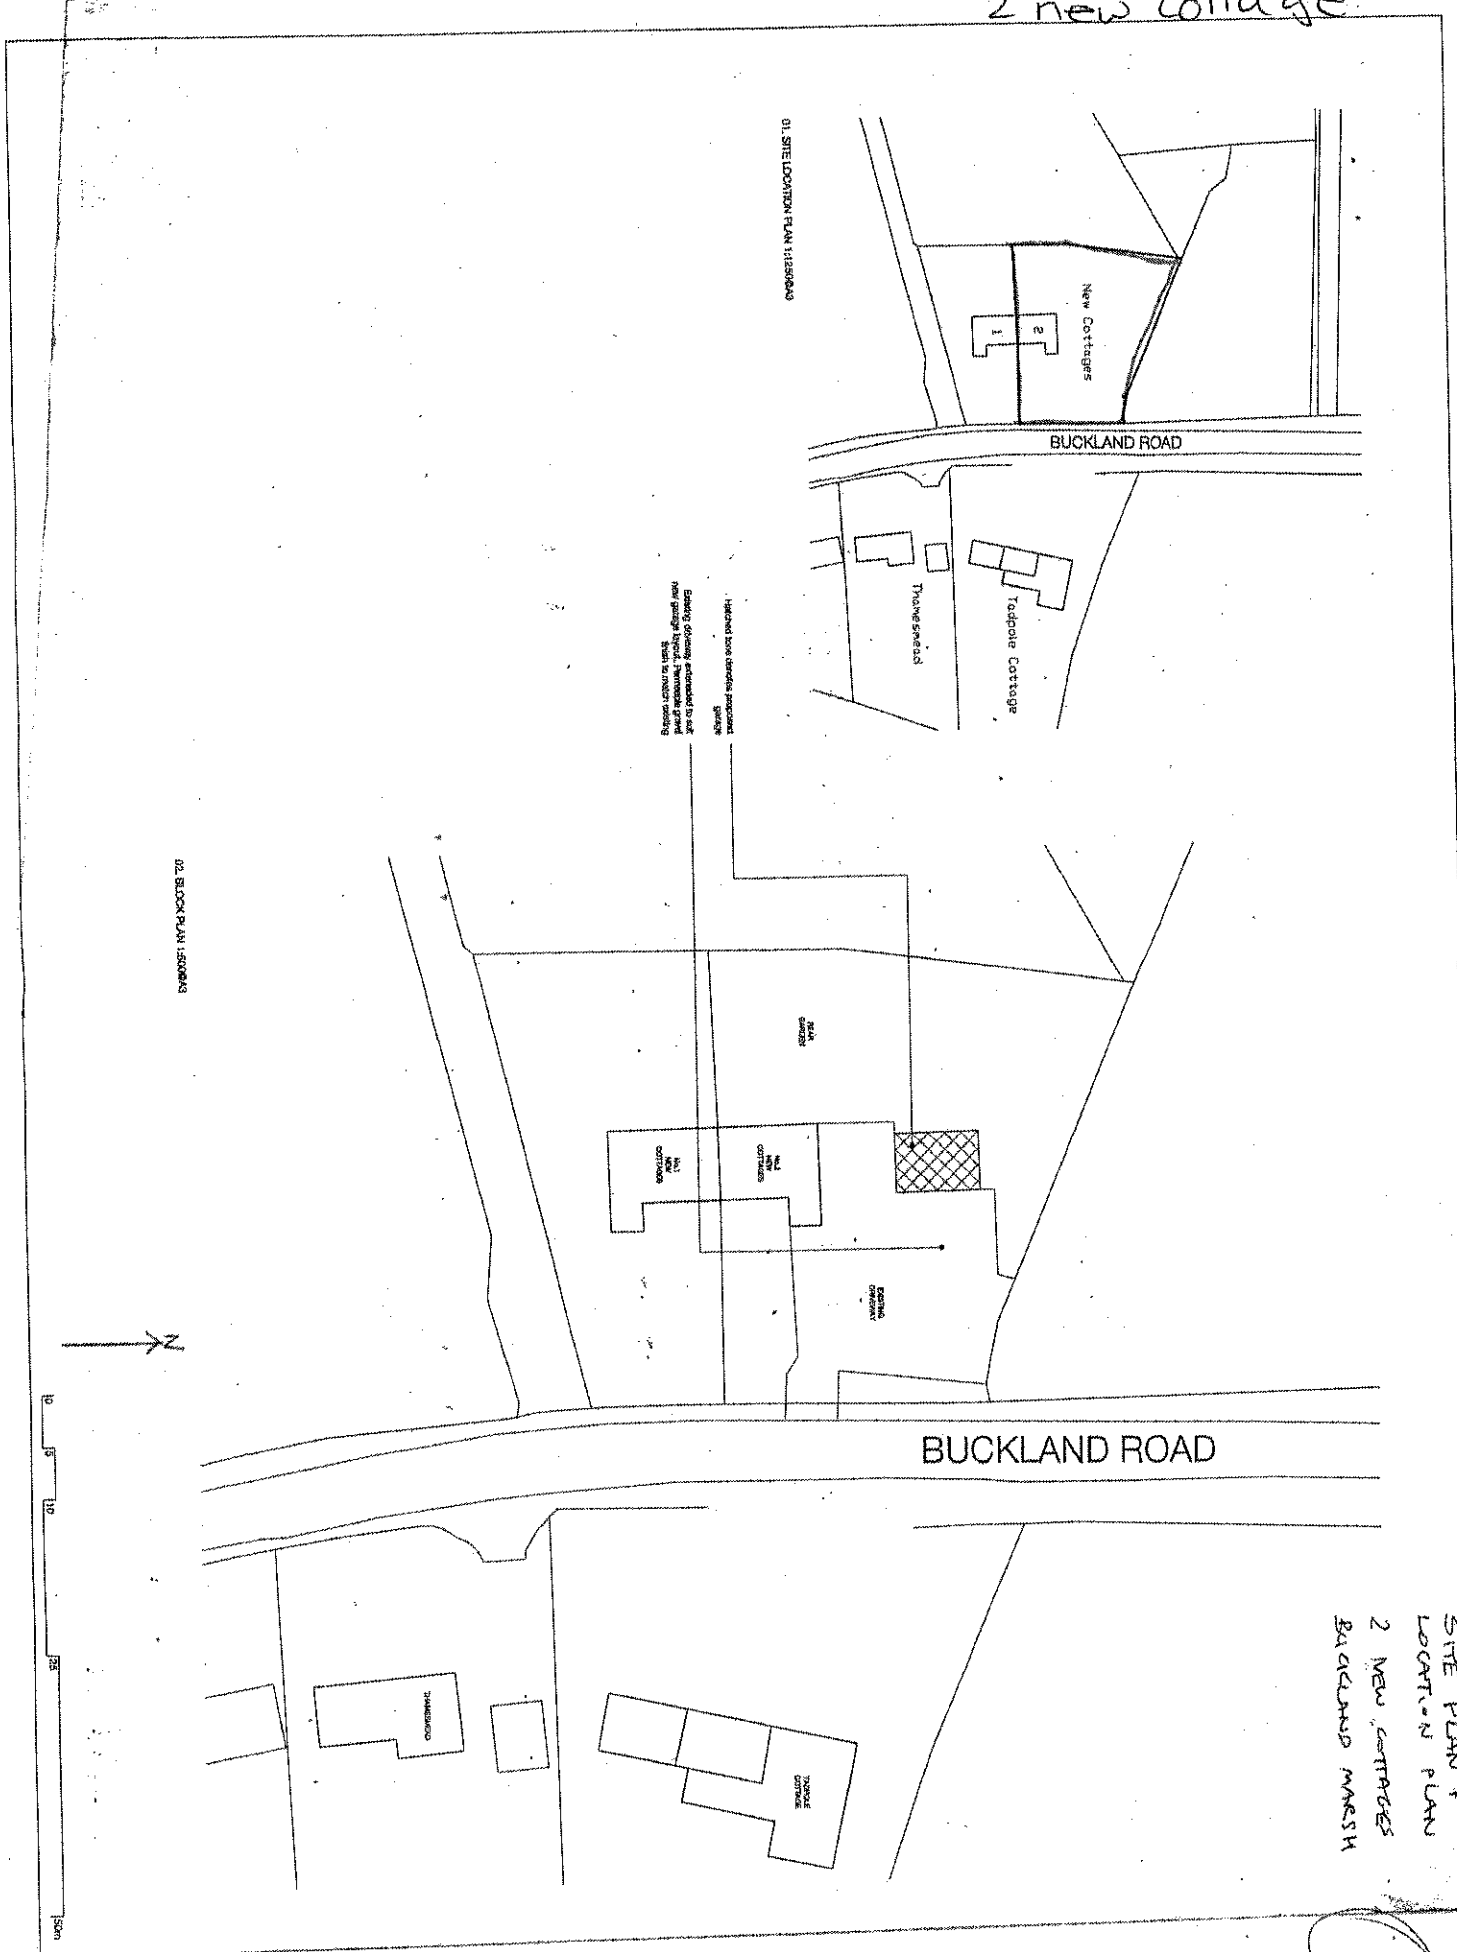 2 new cottage
SITE PLAN +
LOCATION PLAN
2 NEW COTTAGES
BUCKLAND MARSH
01. SITE LOCATION PLAN 1:1250@A3
New Cottages
1
2
BUCKLAND ROAD
Thamesmead
Tadpole Cottage
Hatched zone denotes proposed
garage
Existing driveway extended to suit
new garage layout. Permeable gravel
finish to match existing
02. BLOCK PLAN 1:500@A3
REAR
GARDEN
No.1
NEW
COTTAGES
No.2
NEW
COTTAGES
EXISTING
DRIVEWAY
BUCKLAND ROAD
THAMESMEAD
TADPOLE
COTTAGE
N
0
5
10
25
50m